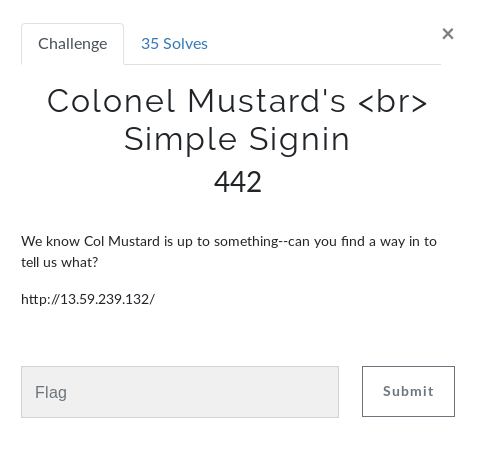 Challenge
35 Solves
×
Colonel Mustard's <br>
Simple Signin
442
We know Col Mustard is up to something--can you find a way in to
tell us what?
http://13.59.239.132/
Flag
Submit